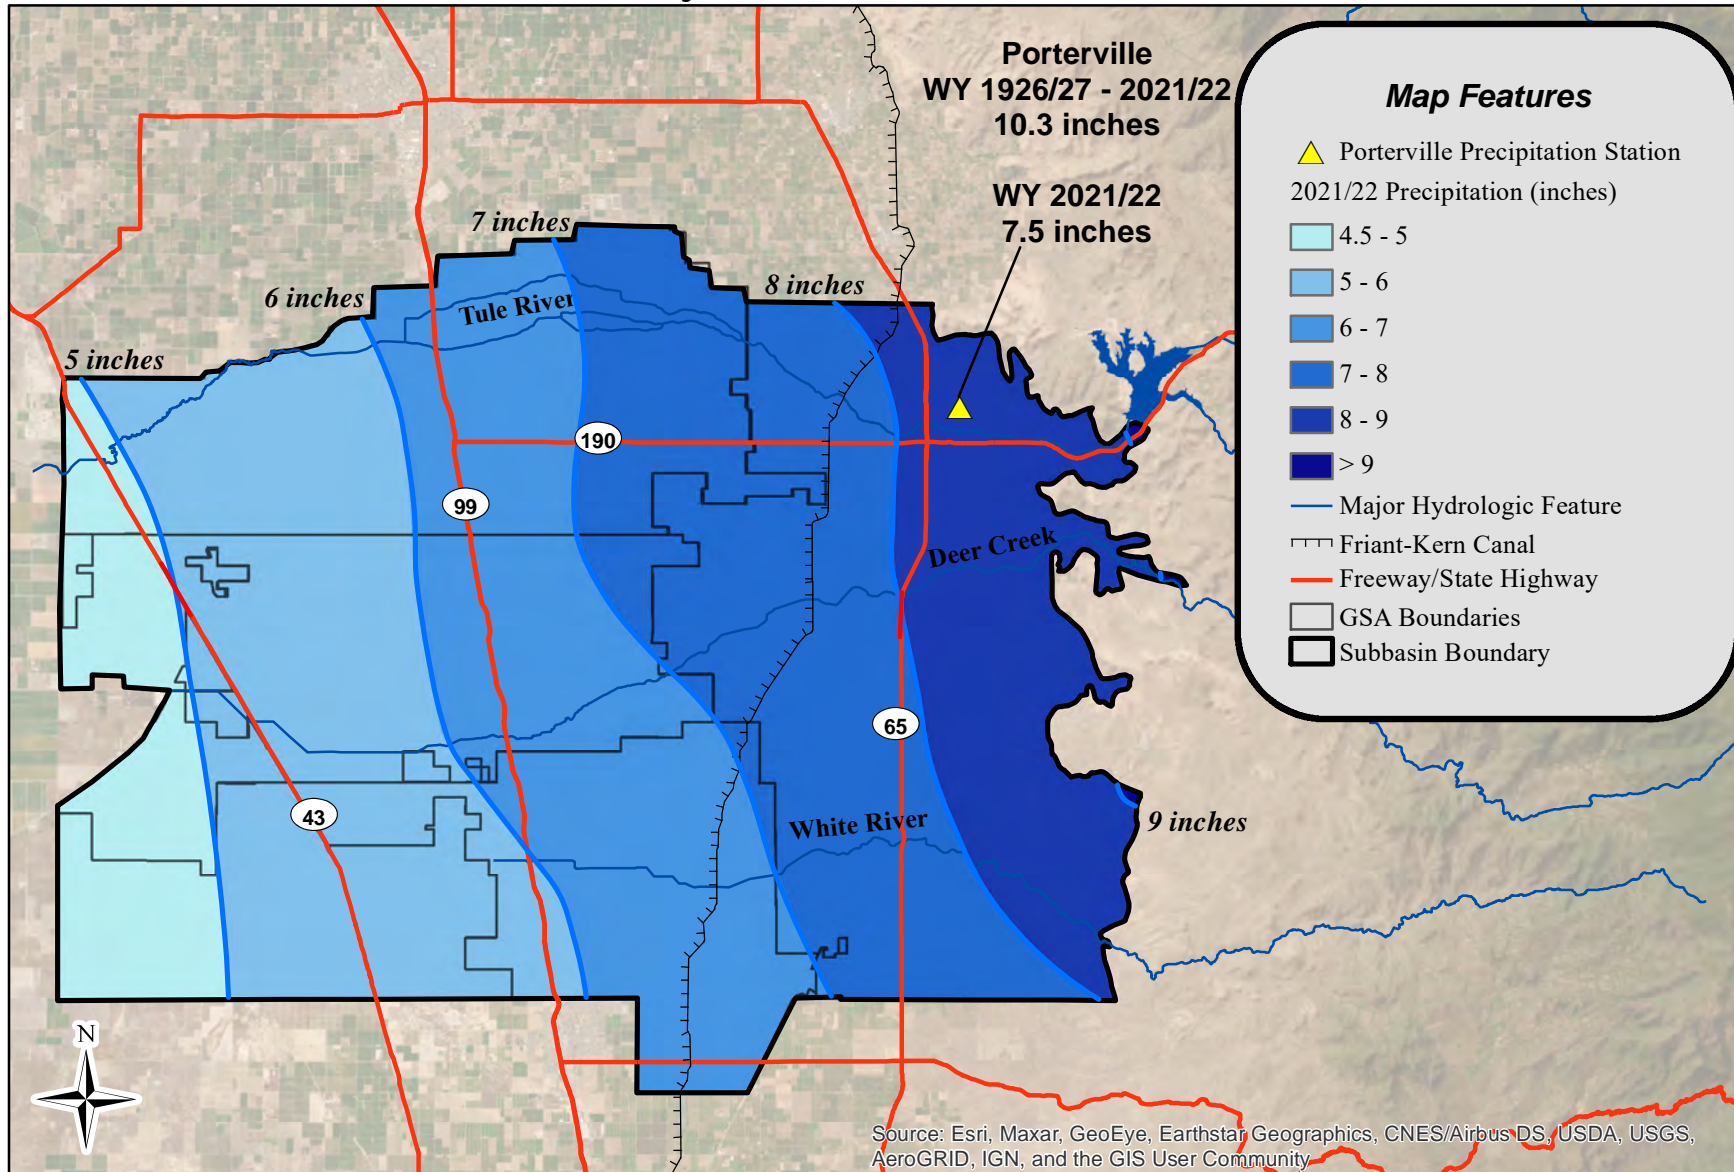 Porterville
WY 1926/27 - 2021/22
10.3 inches
WY 2021/22
7.5 inches
7 inches
6 inches
8 inches
5 inches
9 inches
Tule River
Deer Creek
White River
190
99
65
43
N
Map Features
Porterville Precipitation Station
2021/22 Precipitation (inches)
4.5 - 5
5 - 6
6 - 7
7 - 8
8 - 9
> 9
Major Hydrologic Feature
Friant-Kern Canal
Freeway/State Highway
GSA Boundaries
Subbasin Boundary
Source: Esri, Maxar, GeoEye, Earthstar Geographics, CNES/Airbus DS, USDA, USGS,
AeroGRID, IGN, and the GIS User Community